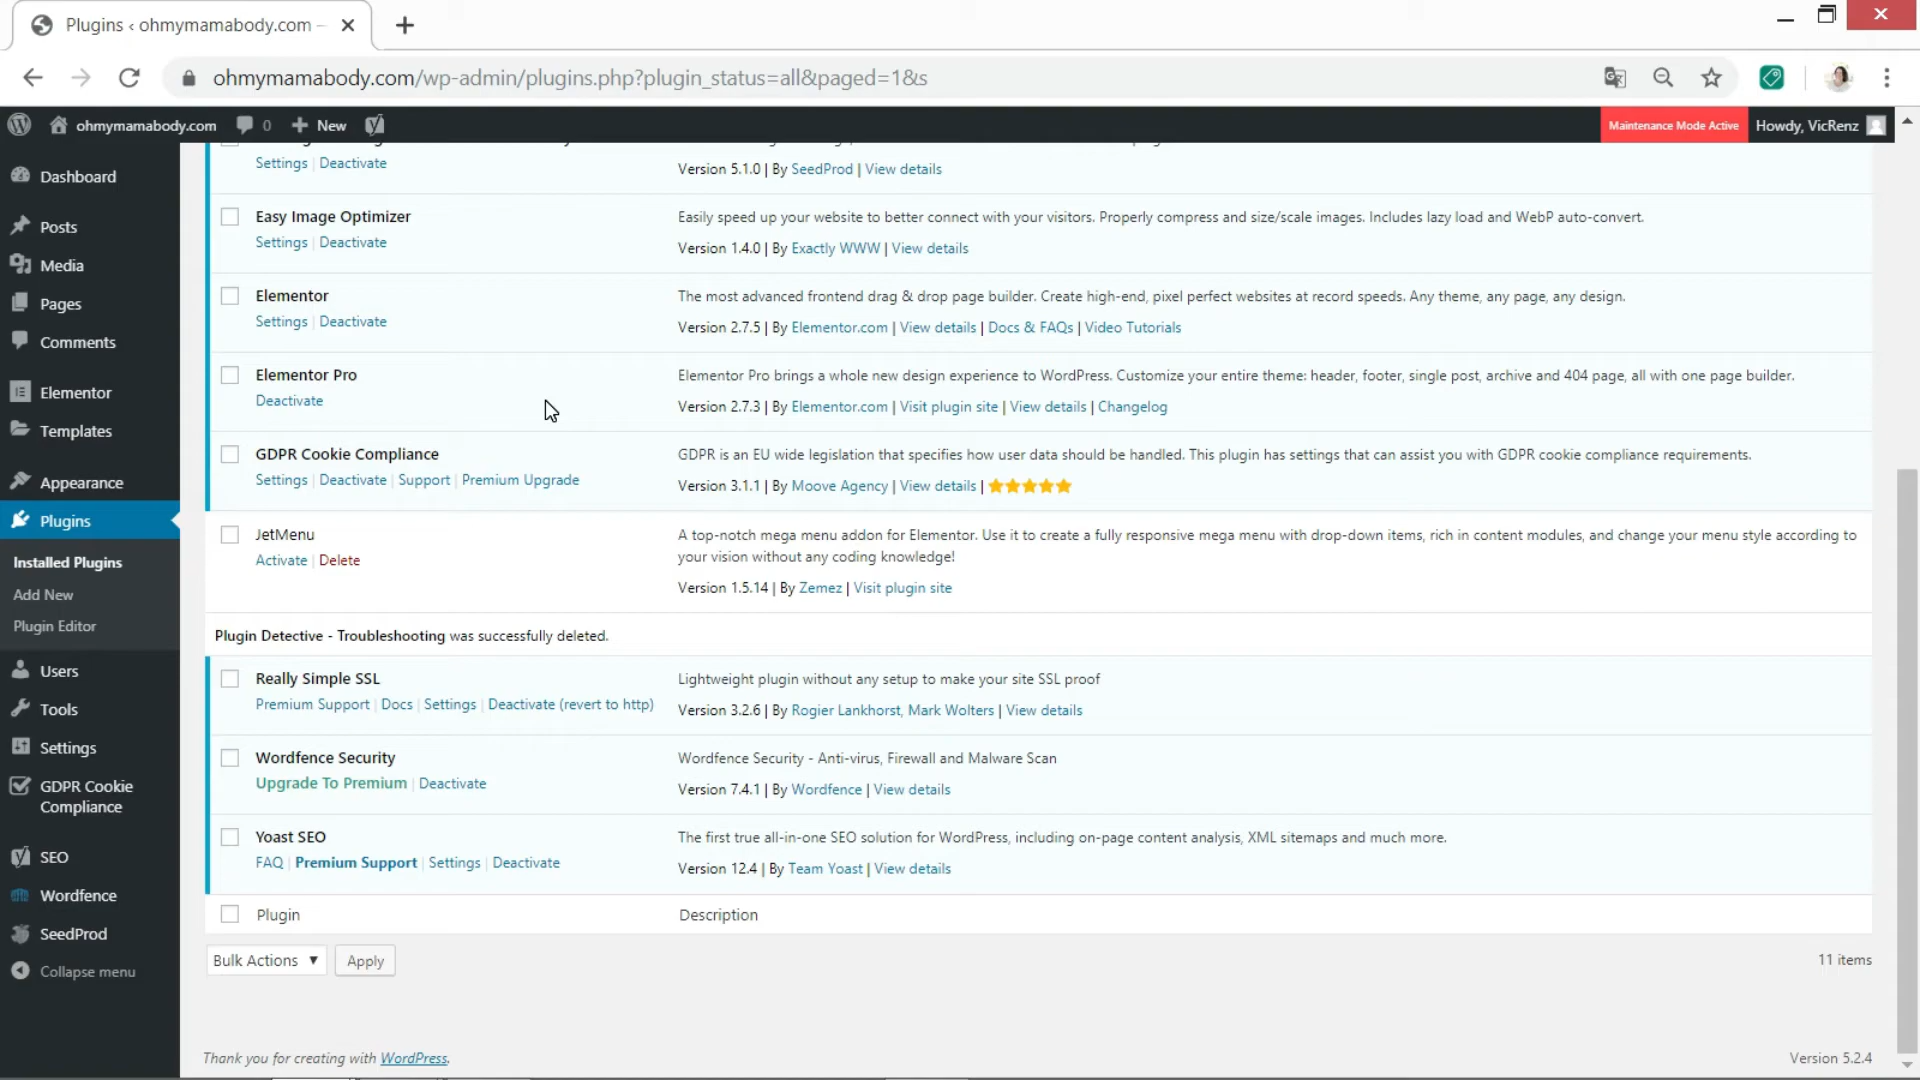 Plugins ‹ ohmymamabody.com –
ohmymamabody.com/wp-admin/plugins.php?plugin_status=all&paged=1&s
ohmymamabody.com 0 New Maintenance Mode Active Howdy, VicRenz
Dashboard
Posts
Media
Pages
Comments
Elementor
Templates
Appearance
Plugins
Installed Plugins
Add New
Plugin Editor
Users
Tools
Settings
GDPR Cookie
Compliance
SEO
Wordfence
SeedProd
Collapse menu
Settings | Deactivate
Version 5.1.0 | By SeedProd | View details
Easy Image Optimizer
Settings | Deactivate
Easily speed up your website to better connect with your visitors. Properly compress and size/scale images. Includes lazy load and WebP auto-convert.
Version 1.4.0 | By Exactly WWW | View details
Elementor
Settings | Deactivate
The most advanced frontend drag & drop page builder. Create high-end, pixel perfect websites at record speeds. Any theme, any page, any design.
Version 2.7.5 | By Elementor.com | View details | Docs & FAQs | Video Tutorials
Elementor Pro
Deactivate
Elementor Pro brings a whole new design experience to WordPress. Customize your entire theme: header, footer, single post, archive and 404 page, all with one page builder.
Version 2.7.3 | By Elementor.com | Visit plugin site | View details | Changelog
GDPR Cookie Compliance
Settings | Deactivate | Support | Premium Upgrade
GDPR is an EU wide legislation that specifies how user data should be handled. This plugin has settings that can assist you with GDPR cookie compliance requirements.
Version 3.1.1 | By Moove Agency | View details |
JetMenu
Activate | Delete
A top-notch mega menu addon for Elementor. Use it to create a fully responsive mega menu with drop-down items, rich in content modules, and change your menu style according to
your vision without any coding knowledge!
Version 1.5.14 | By Zemez | Visit plugin site
Plugin Detective - Troubleshooting was successfully deleted.
Really Simple SSL
Premium Support | Docs | Settings | Deactivate (revert to http)
Lightweight plugin without any setup to make your site SSL proof
Version 3.2.6 | By Rogier Lankhorst, Mark Wolters | View details
Wordfence Security
Upgrade To Premium | Deactivate
Wordfence Security - Anti-virus, Firewall and Malware Scan
Version 7.4.1 | By Wordfence | View details
Yoast SEO
FAQ | Premium Support | Settings | Deactivate
The first true all-in-one SEO solution for WordPress, including on-page content analysis, XML sitemaps and much more.
Version 12.4 | By Team Yoast | View details
Plugin Description
Bulk Actions Apply 11 items
Thank you for creating with WordPress. Version 5.2.4